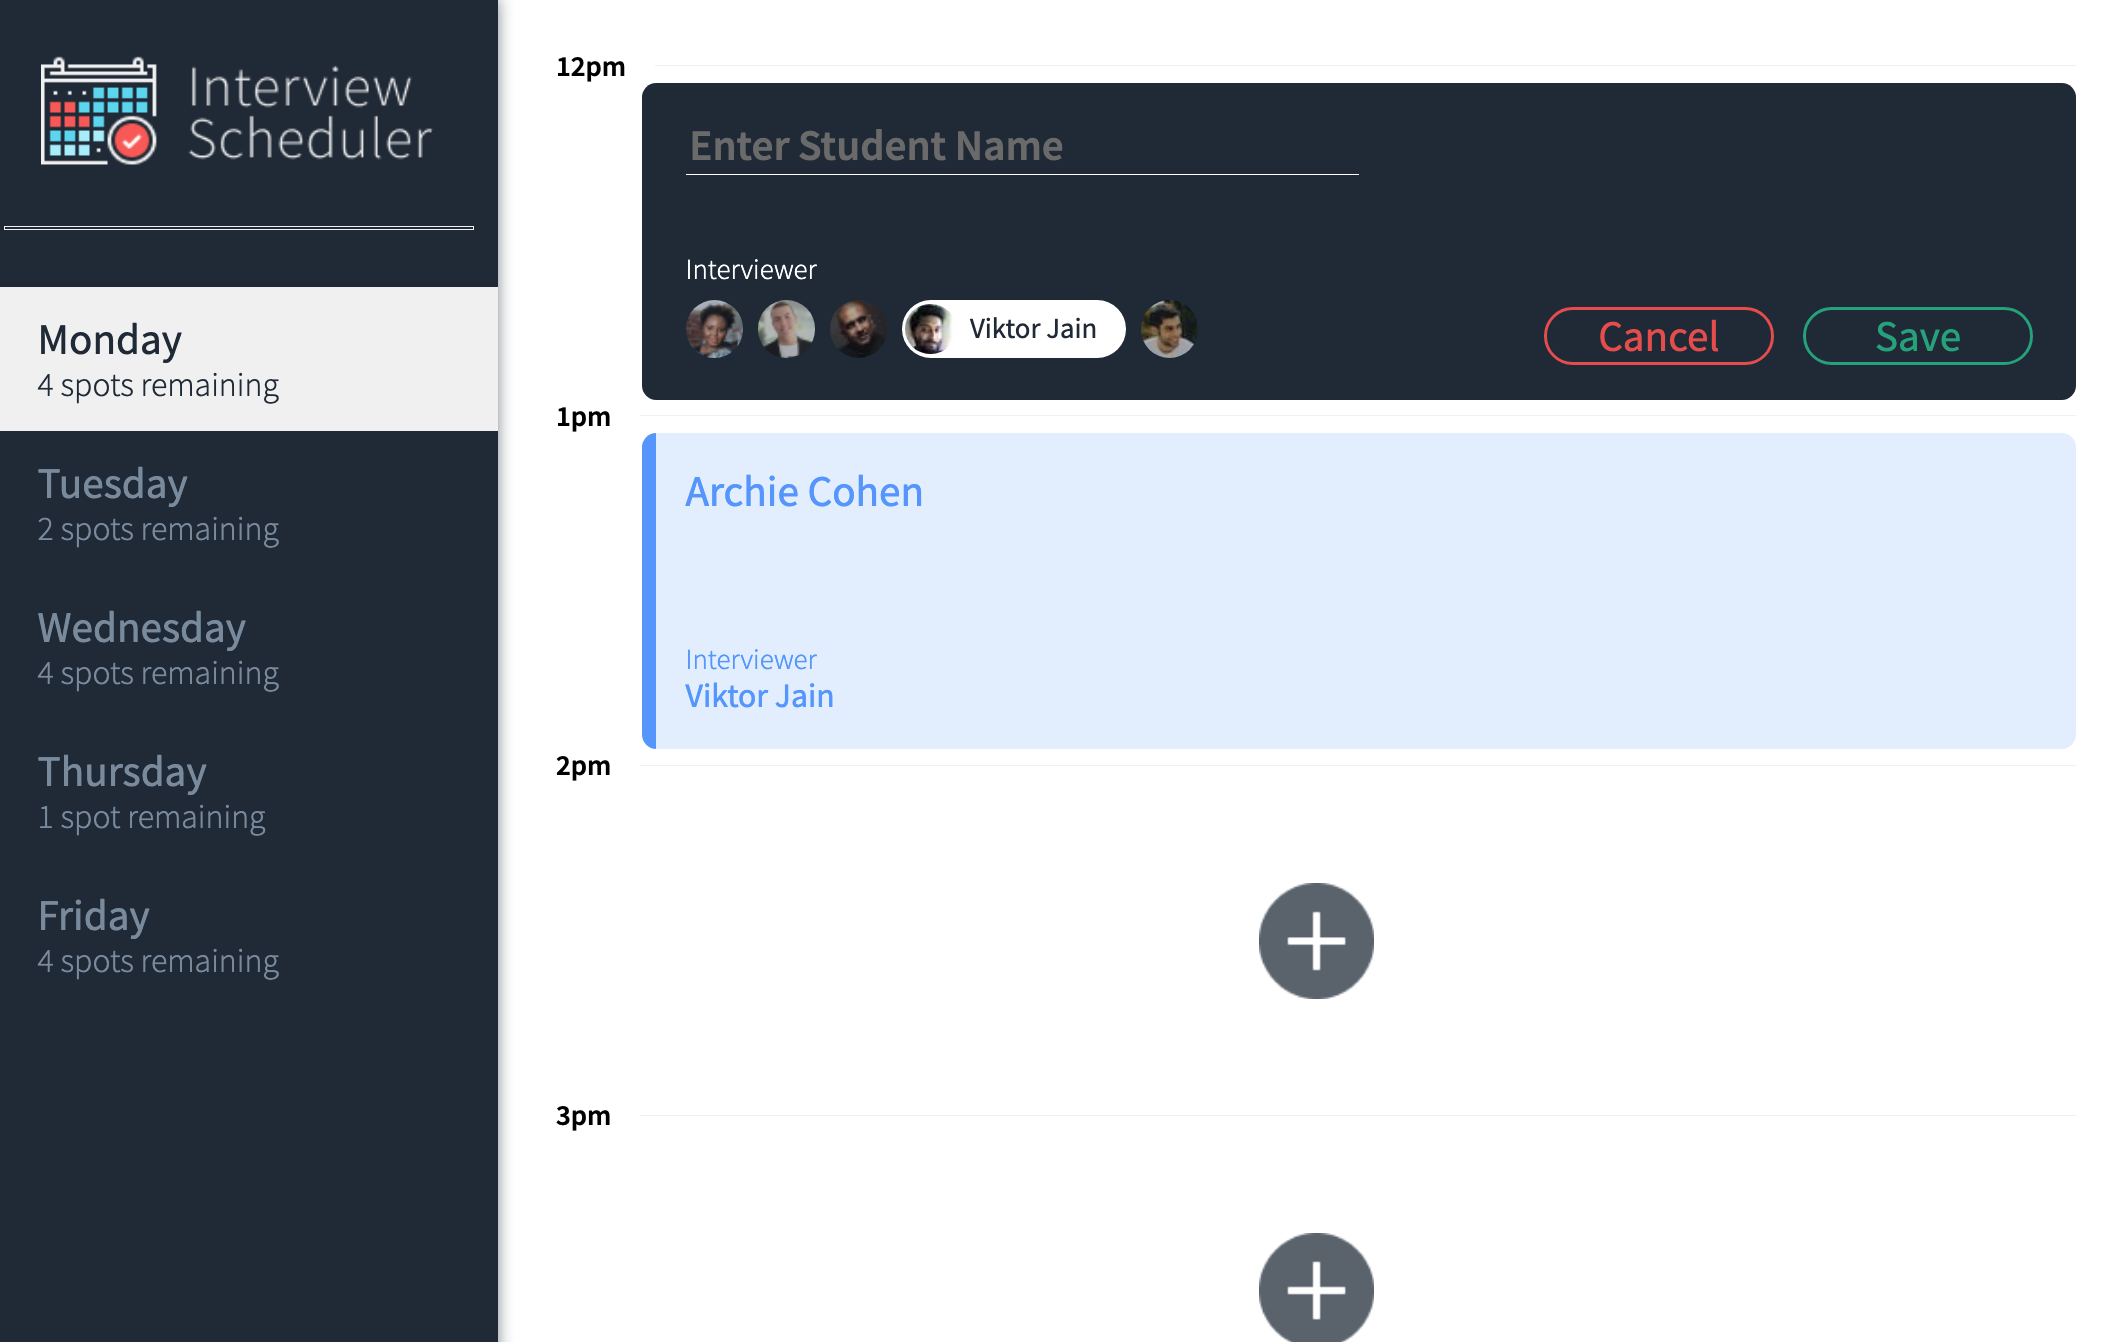 Interview
Scheduler
Monday
4 spots remaining
Tuesday
2 spots remaining
Wednesday
4 spots remaining
Thursday
1 spot remaining
Friday
4 spots remaining
12pm
Enter Student Name
Interviewer
Viktor Jain
Cancel
Save
1pm
Archie Cohen
Interviewer
Viktor Jain
2pm
3pm